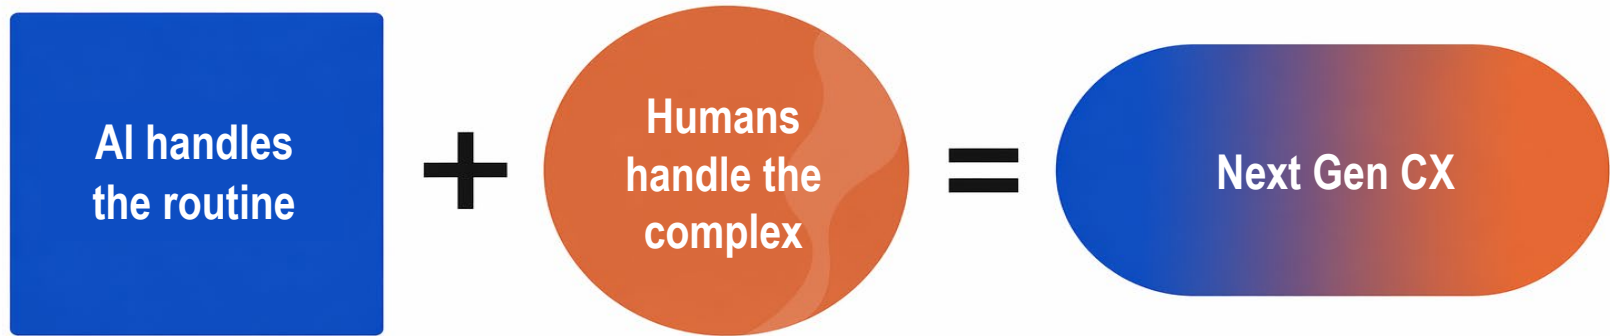 AI handles
the routine
+
Humans
handle the
complex
=
Next Gen CX